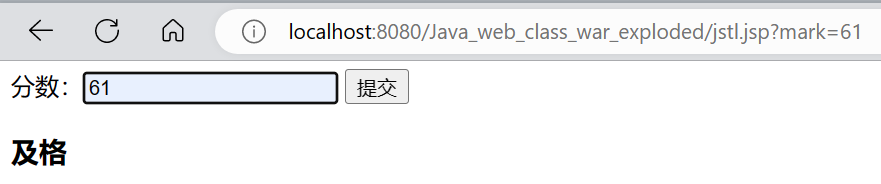 localhost:8080/Java_web_class_war_exploded/jstl.jsp?mark=61
分数：61 提交
及格